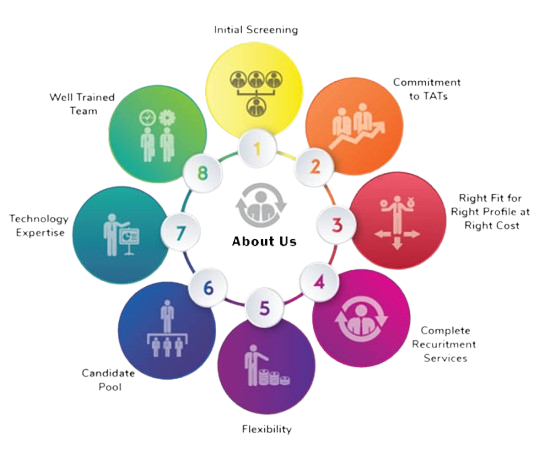 Initial Screening
Commitment
to TATs
Right Fit for
Right Profile at
Right Cost
Complete
Recuritment
Services
Flexibility
Candidate
Pool
Technology
Expertise
Well Trained
Team
1
2
3
4
5
6
7
8
About Us